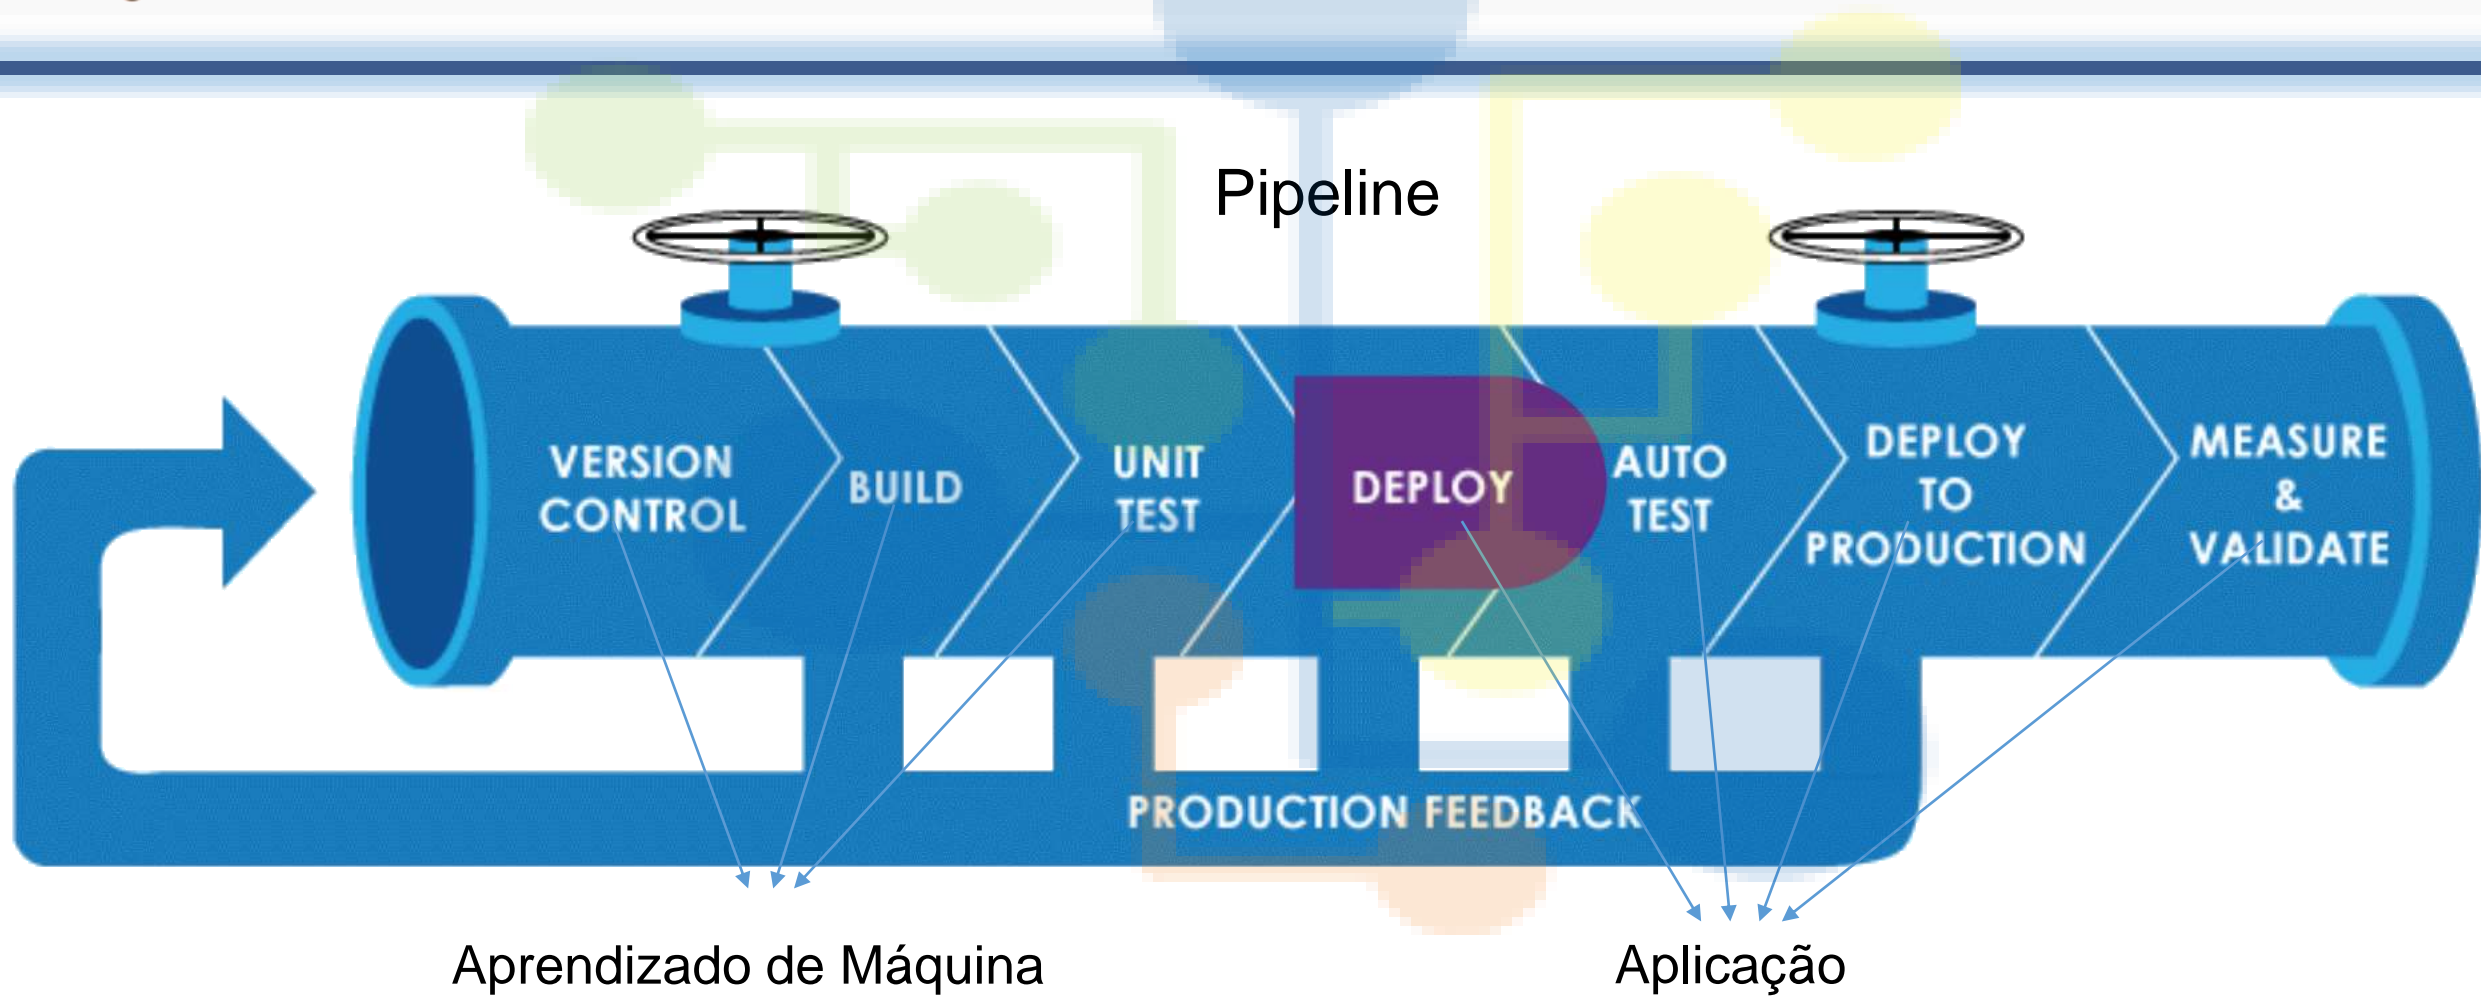 Pipeline
VERSION
CONTROL
BUILD
UNIT
TEST
DEPLOY
AUTO
TEST
DEPLOY
TO
PRODUCTION
MEASURE
&
VALIDATE
PRODUCTION FEEDBACK
Aprendizado de Máquina
Aplicação